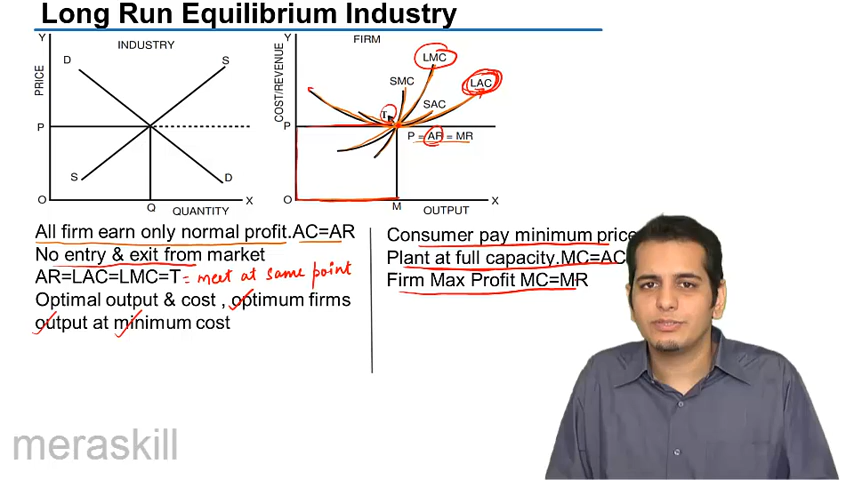 Long Run Equilibrium Industry
Y
INDUSTRY
D
S
PRICE
P
S
D
O
Q
QUANTITY
X
Y
FIRM
COST/REVENUE
LMC
SMC
LAC
SAC
T
P
P = AR = MR
O
M
OUTPUT
X
All firm earn only normal profit.AC=AR
No entry & exit from market
AR=LAC=LMC=T = meet at same point
Optimal output & cost , optimum firms
output at minimum cost
Consumer pay minimum price
Plant at full capacity.MC=AC
Firm Max Profit MC=MR
meraskill